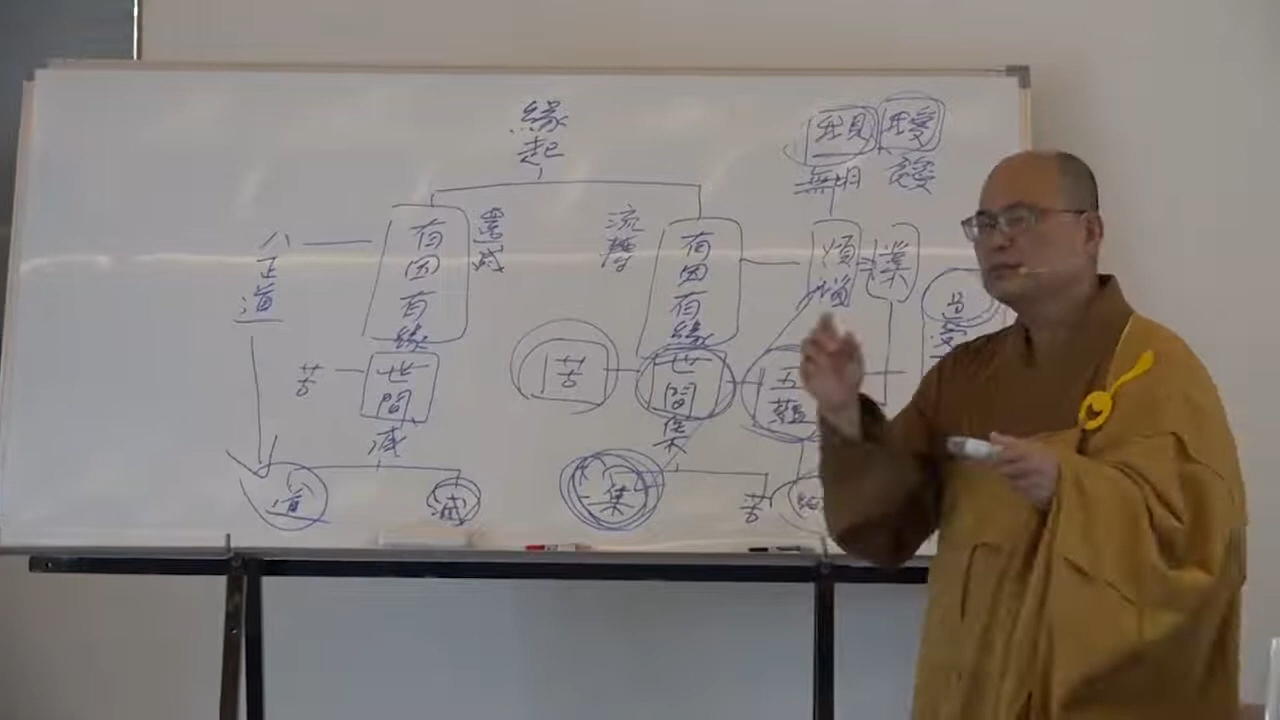 緣起
我見
我愛
無明
還滅
流轉
有因有緣
有因有緣
八正道
煩惱
業
苦
世間
滅
苦
世間
集
五蘊
道
滅
集
苦